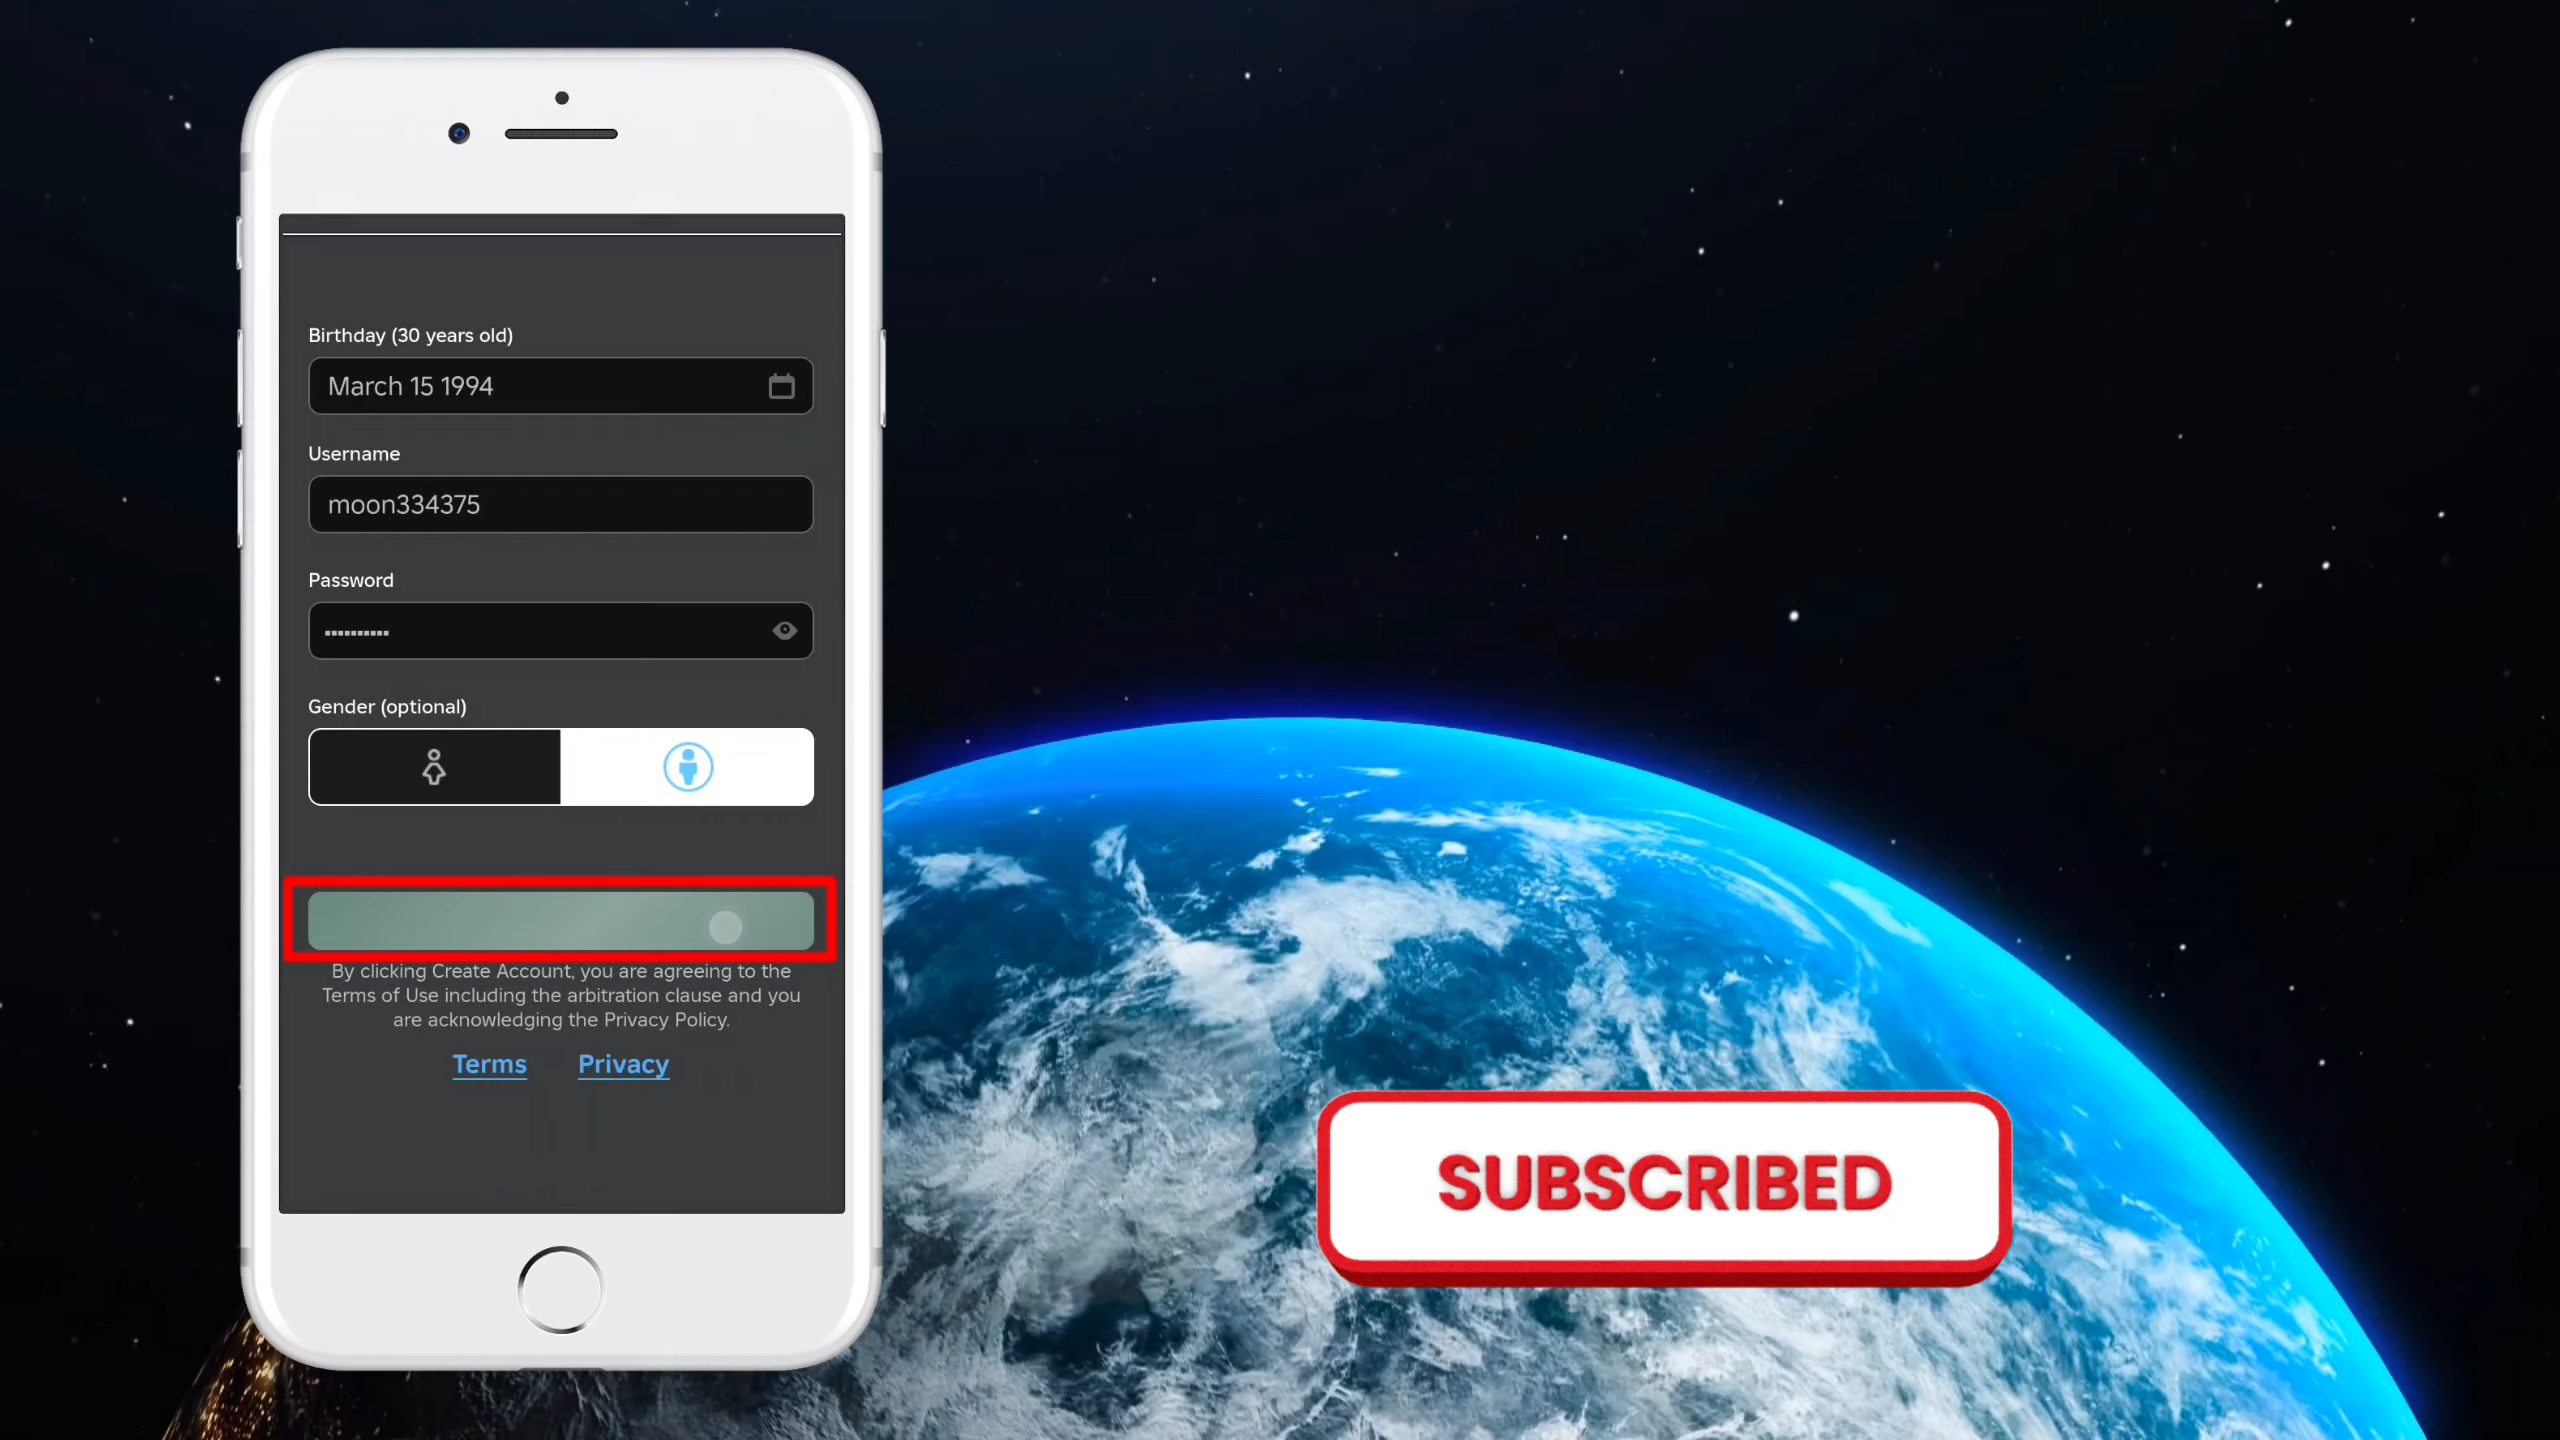 Birthday (30 years old)
March 15 1994
Username
moon334375
Password
Gender (optional)
By clicking Create Account, you are agreeing to the
Terms of Use including the arbitration clause and you
are acknowledging the Privacy Policy.
Terms Privacy
SUBSCRIBED